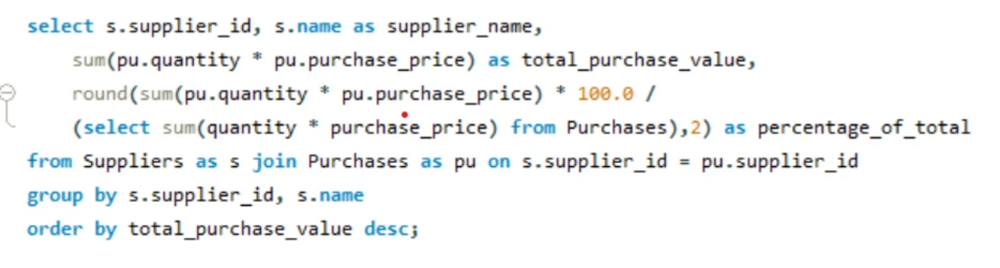 select s.supplier_id, s.name as supplier_name,
sum(pu.quantity * pu.purchase_price) as total_purchase_value,
round(sum(pu.quantity * pu.purchase_price) * 100.0 /
(select sum(quantity * purchase_price) from Purchases),2) as percentage_of_total
from Suppliers as s join Purchases as pu on s.supplier_id = pu.supplier_id
group by s.supplier_id, s.name
order by total_purchase_value desc;